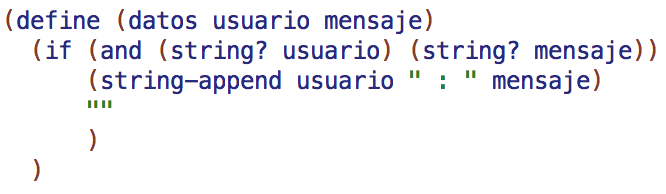 (define (datos usuario mensaje)
  (if (and (string? usuario) (string? mensaje))
      (string-append usuario " : " mensaje)
      ""
      )
  )